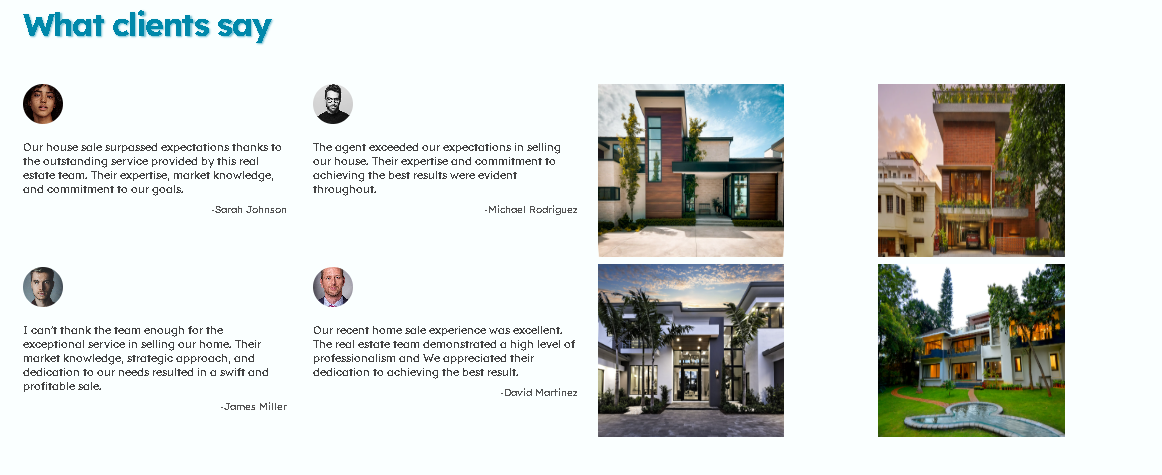 What clients say
Our house sale surpassed expectations thanks to
the outstanding service provided by this real
estate team. Their expertise, market knowledge,
and commitment to our goals.
-Sarah Johnson
The agent exceeded our expectations in selling
our house. Their expertise and commitment to
achieving the best results were evident
throughout.
-Michael Rodriguez
I can't thank the team enough for the
exceptional service in selling our home. Their
market knowledge, strategic approach, and
dedication to our needs resulted in a swift and
profitable sale.
-James Miller
Our recent home sale experience was excellent.
The real estate team demonstrated a high level of
professionalism and We appreciated their
dedication to achieving the best result.
-David Martinez